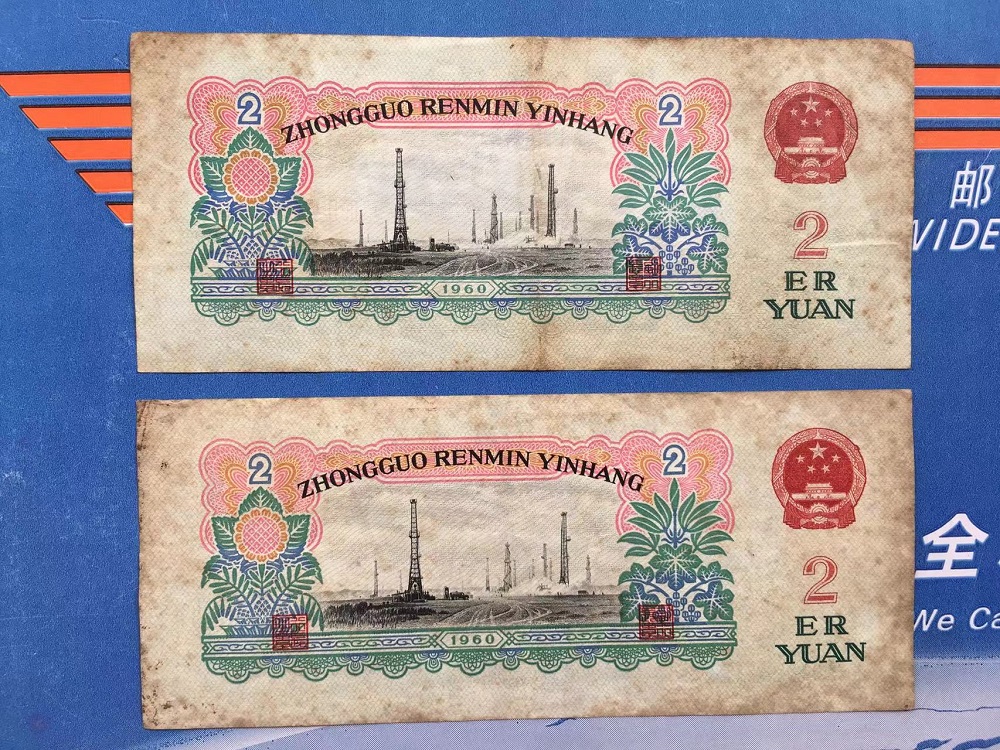 2
2
ZHONGGUO RENMIN YINHANG
2
ER
YUAN
1960
邮
VIDE
2
2
ZHONGGUO RENMIN YINHANG
2
ER
YUAN
1960
全
We Ca